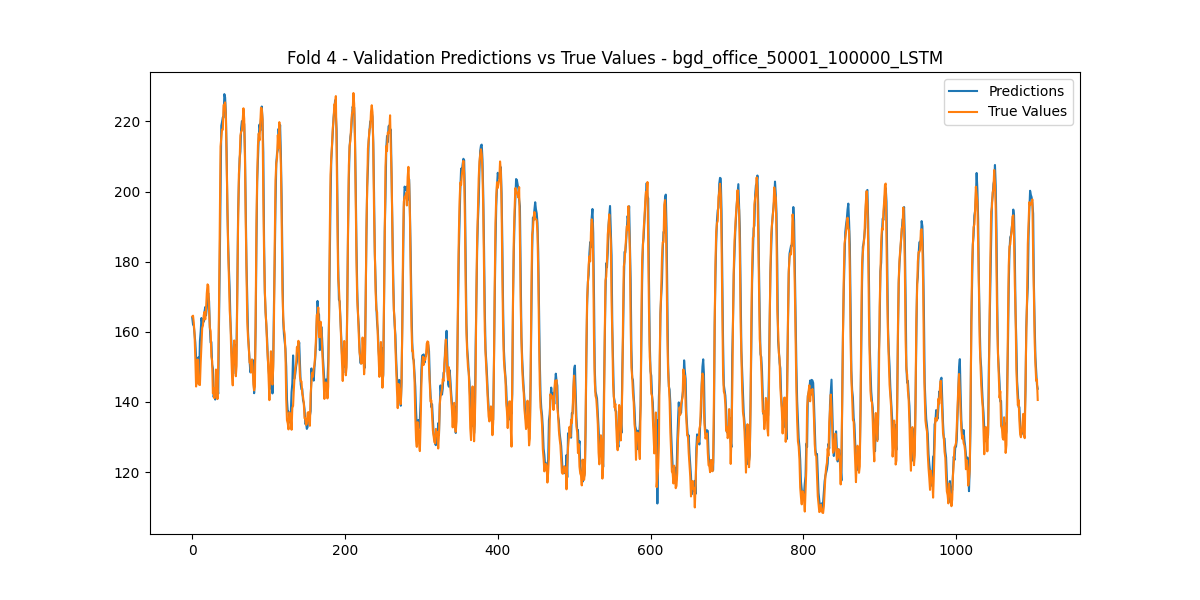 Fold 4 - Validation Predictions vs True Values - bgd_office_50001_100000_LSTM
Predictions
True Values
220
200
180
160
140
120
0 200 400 600 800 1000